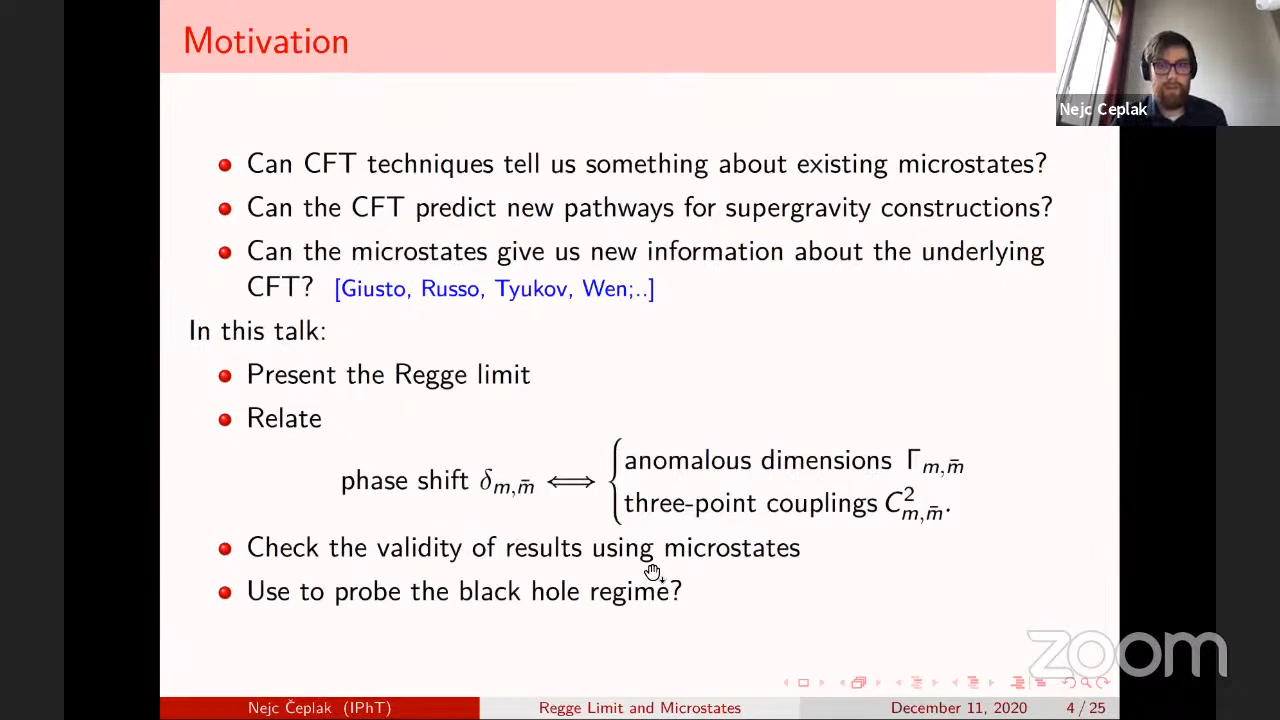 Motivation
Nejc Ceplak
Can CFT techniques tell us something about existing microstates?
Can the CFT predict new pathways for supergravity constructions?
Can the microstates give us new information about the underlying
CFT? [Giusto, Russo, Tyukov, Wen;..]
In this talk:
Present the Regge limit
Relate
phase shift δ_{m,m̄} ⟺ { anomalous dimensions Γ_{m,m̄}
three-point couplings C²_{m,m̄}.
Check the validity of results using microstates
Use to probe the black hole regime?
zoom
Nejc Čeplak (IPhT) Regge Limit and Microstates December 11, 2020 4 / 25